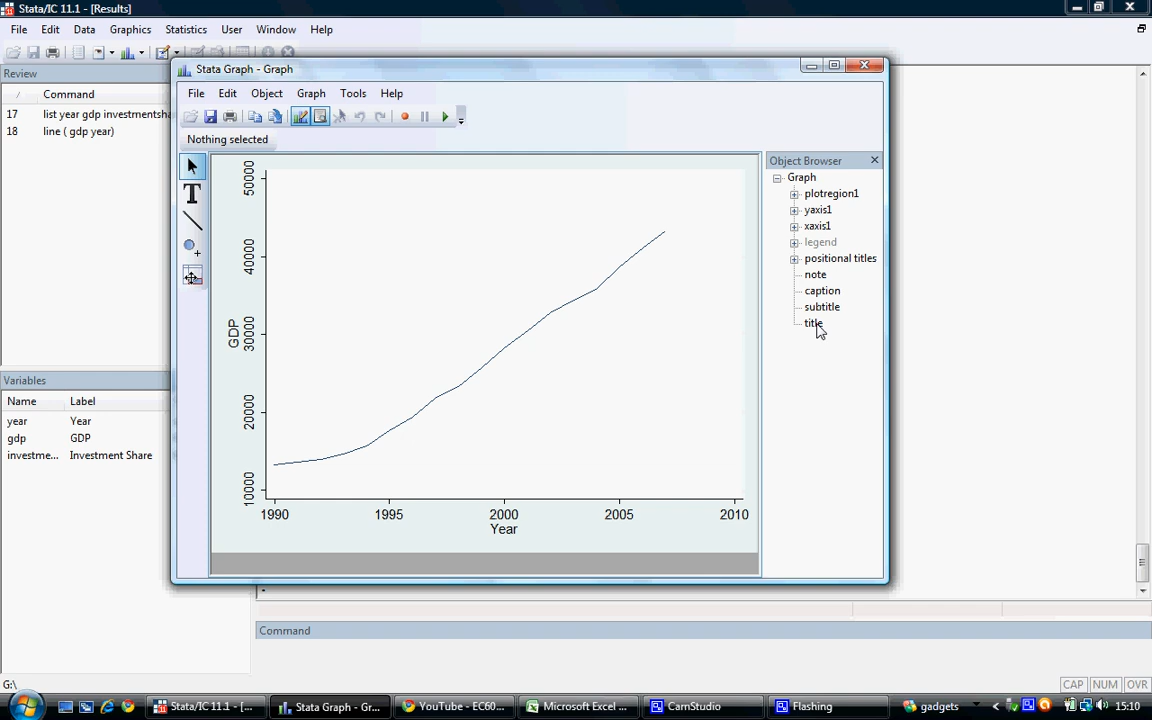 Stata/IC 11.1 - [Results]
File Edit Data Graphics Statistics User Window Help
Review
Command
17 list year gdp investmentsha
18 line ( gdp year)
Variables
Name Label
year Year
gdp GDP
investme... Investment Share
Stata Graph - Graph
File Edit Object Graph Tools Help
Nothing selected
T
50000
40000
30000
20000
10000
GDP
1990 1995 2000 2005 2010
Year
Object Browser
Graph
plotregion1
yaxis1
xaxis1
legend
positional titles
note
caption
subtitle
title
Command
G:\
CAP NUM OVR
Stata/IC 11.1 - [... Stata Graph - Gr... YouTube - EC60... Microsoft Excel ... CamStudio Flashing gadgets 15:10